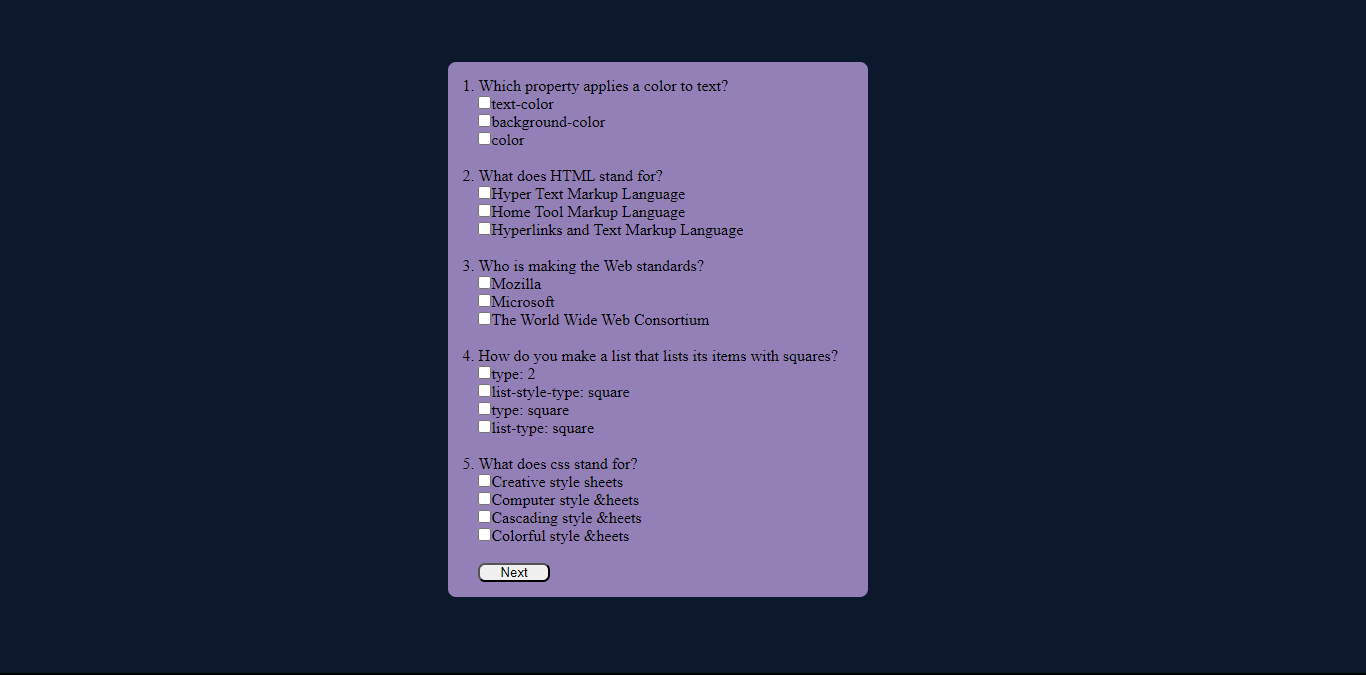 1. Which property applies a color to text?
text-color
background-color
color
2. What does HTML stand for?
Hyper Text Markup Language
Home Tool Markup Language
Hyperlinks and Text Markup Language
3. Who is making the Web standards?
Mozilla
Microsoft
The World Wide Web Consortium
4. How do you make a list that lists its items with squares?
type: 2
list-style-type: square
type: square
list-type: square
5. What does css stand for?
Creative style sheets
Computer style &heets
Cascading style &heets
Colorful style &heets
Next